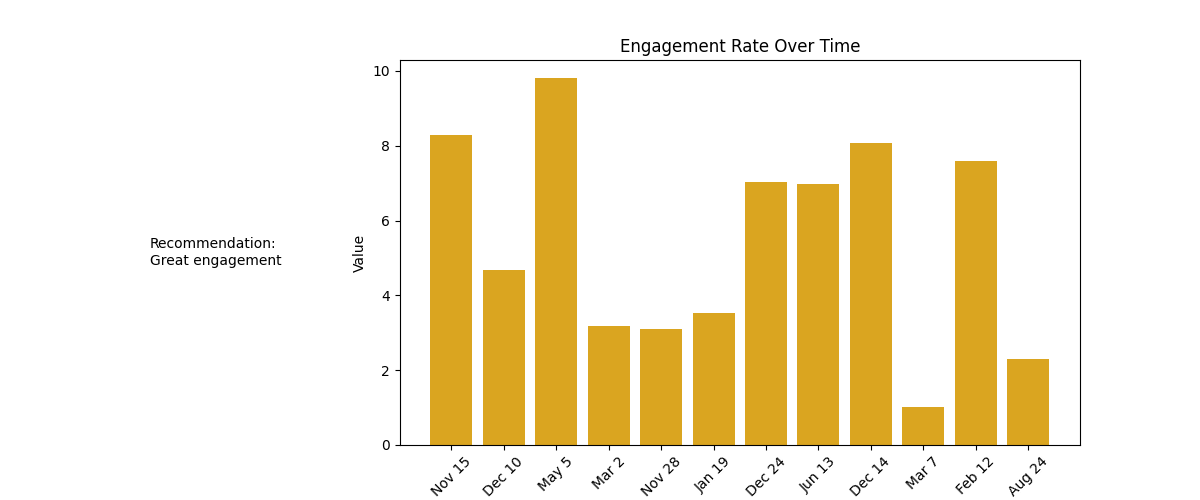 Engagement Rate Over Time
Recommendation:
Great engagement
Value
10
8
6
4
2
0
Nov 15
Dec 10
May 5
Mar 2
Nov 28
Jan 19
Dec 24
Jun 13
Dec 14
Mar 7
Feb 12
Aug 24